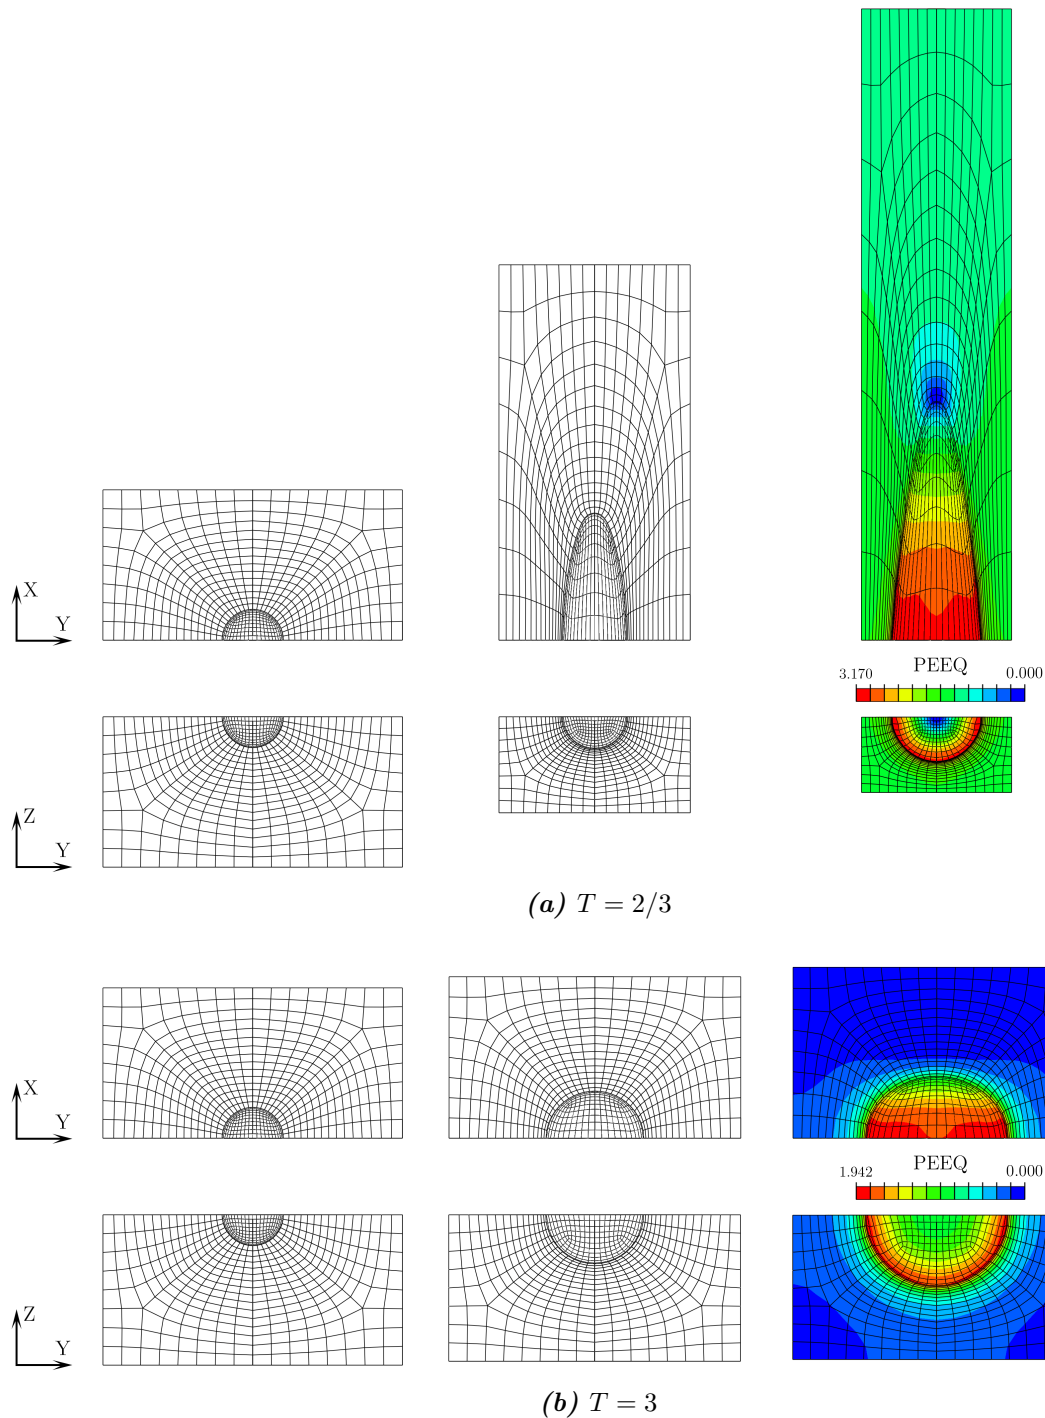 X
Y
3.170 PEEQ 0.000
Z
Y
(a) T = 2/3
X
Y
1.942 PEEQ 0.000
Z
Y
(b) T = 3